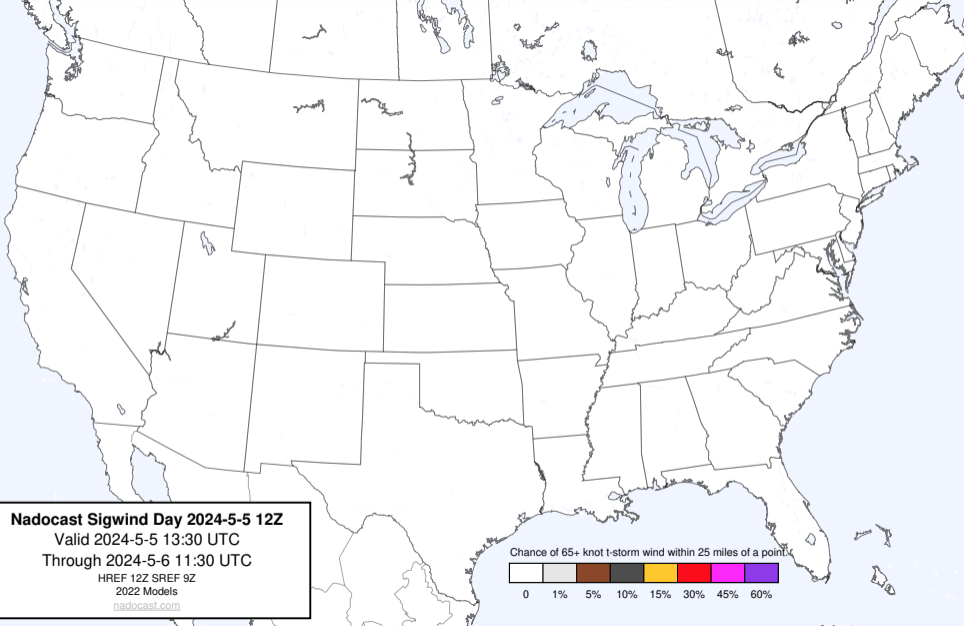 Nadocast Sigwind Day 2024-5-5 12Z
Valid 2024-5-5 13:30 UTC
Through 2024-5-6 11:30 UTC
HREF 12Z SREF 9Z
2022 Models
nadocast.com
Chance of 65+ knot t-storm wind within 25 miles of a point.
0 1% 5% 10% 15% 30% 45% 60%